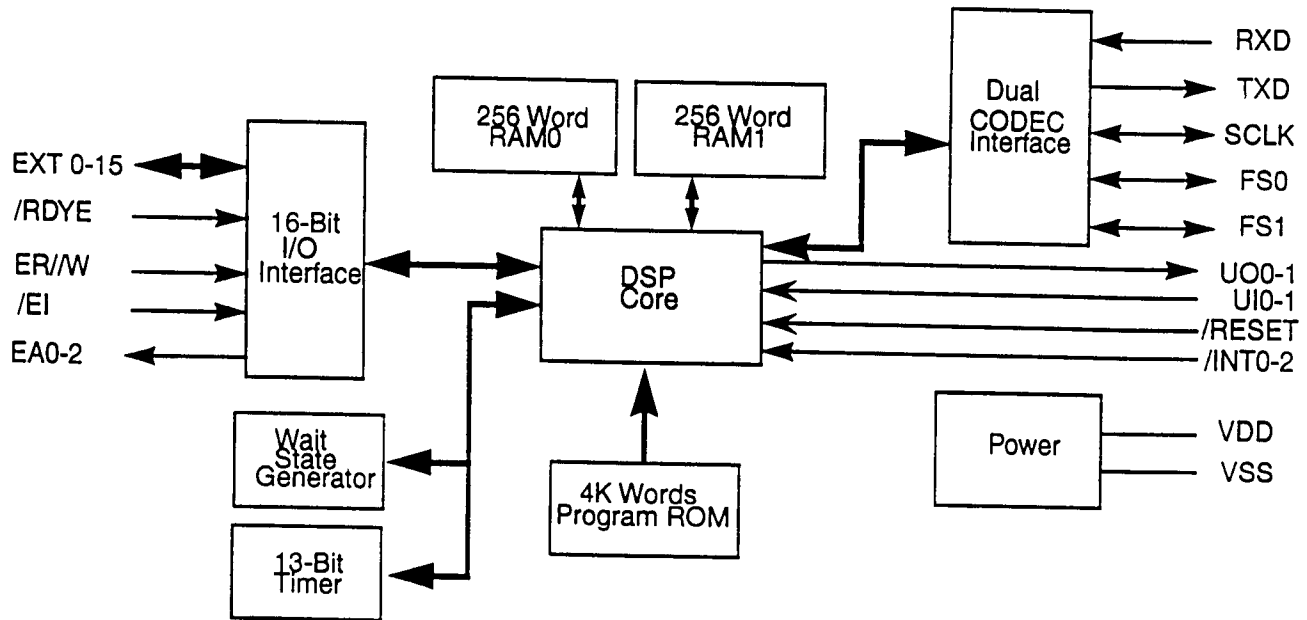 EXT 0-15
/RDYE
ER//W
/EI
EA0-2
16-Bit
I/O
Interface
256 Word
RAM0
256 Word
RAM1
Dual
CODEC
Interface
RXD
TXD
SCLK
FS0
FS1
DSP
Core
UO0-1
UI0-1
/RESET
/INT0-2
Wait
State
Generator
13-Bit
Timer
4K Words
Program ROM
Power
VDD
VSS